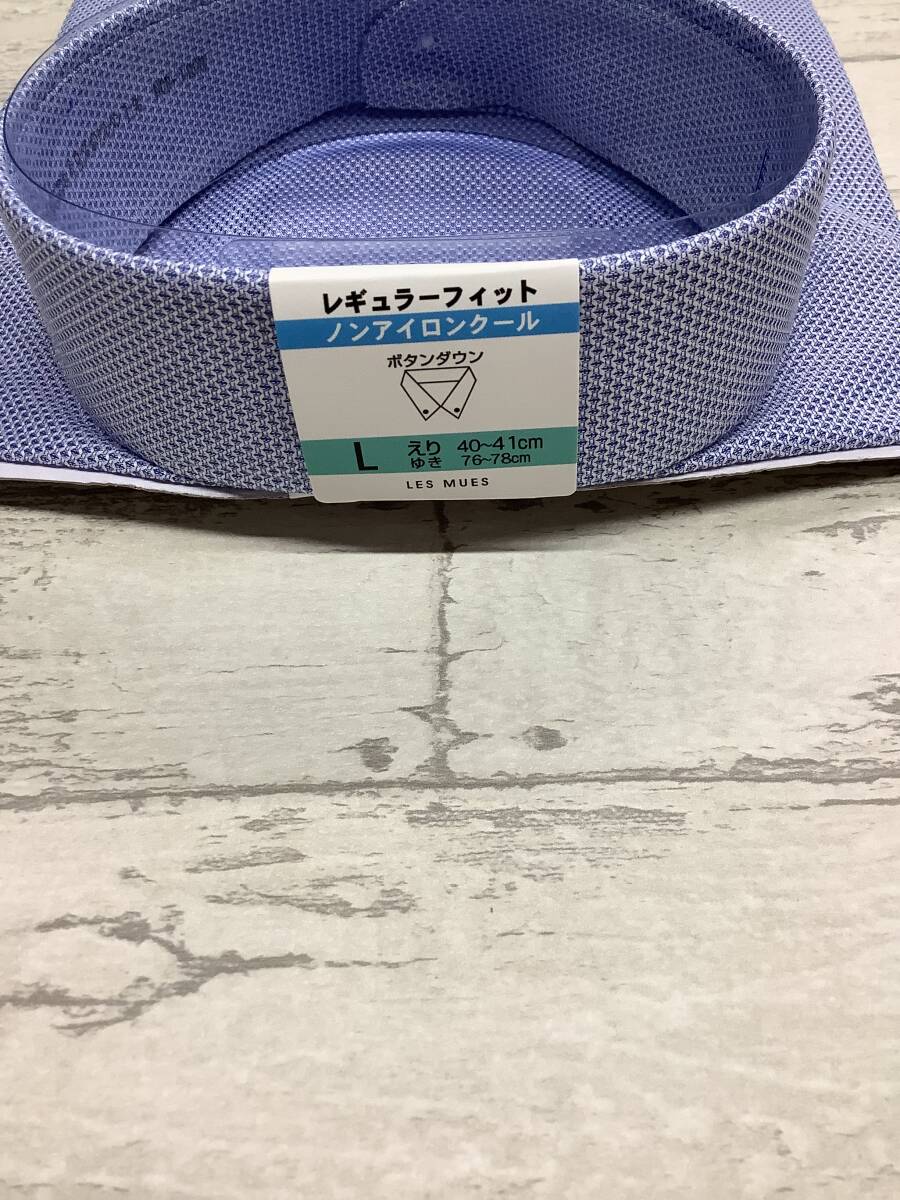 レギュラーフィット
ノンアイロンクール
ボタンダウン
L えり 40~41cm
ゆき 76~78cm
LES MUES